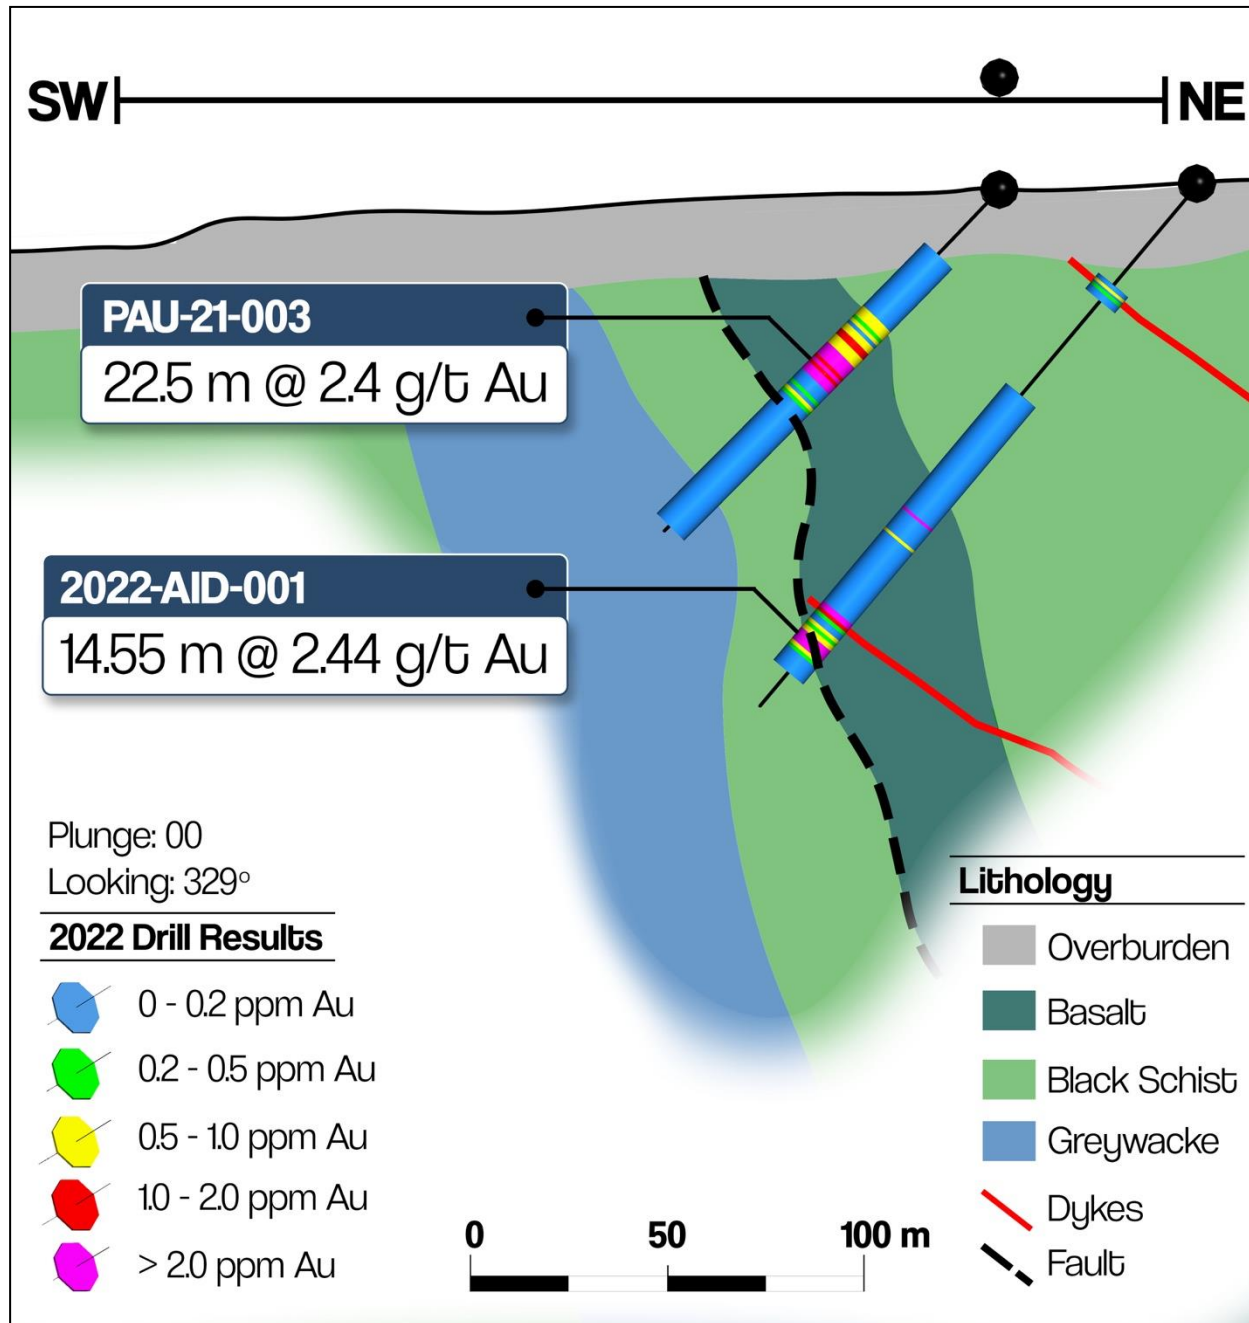 SW NE
PAU-21-003
22.5 m @ 2.4 g/t Au
2022-AID-001
14.55 m @ 2.44 g/t Au
Plunge: 00
Looking: 329°
2022 Drill Results
0 - 0.2 ppm Au
0.2 - 0.5 ppm Au
0.5 - 1.0 ppm Au
1.0 - 2.0 ppm Au
> 2.0 ppm Au
0 50 100 m
Lithology
Overburden
Basalt
Black Schist
Greywacke
Dykes
Fault